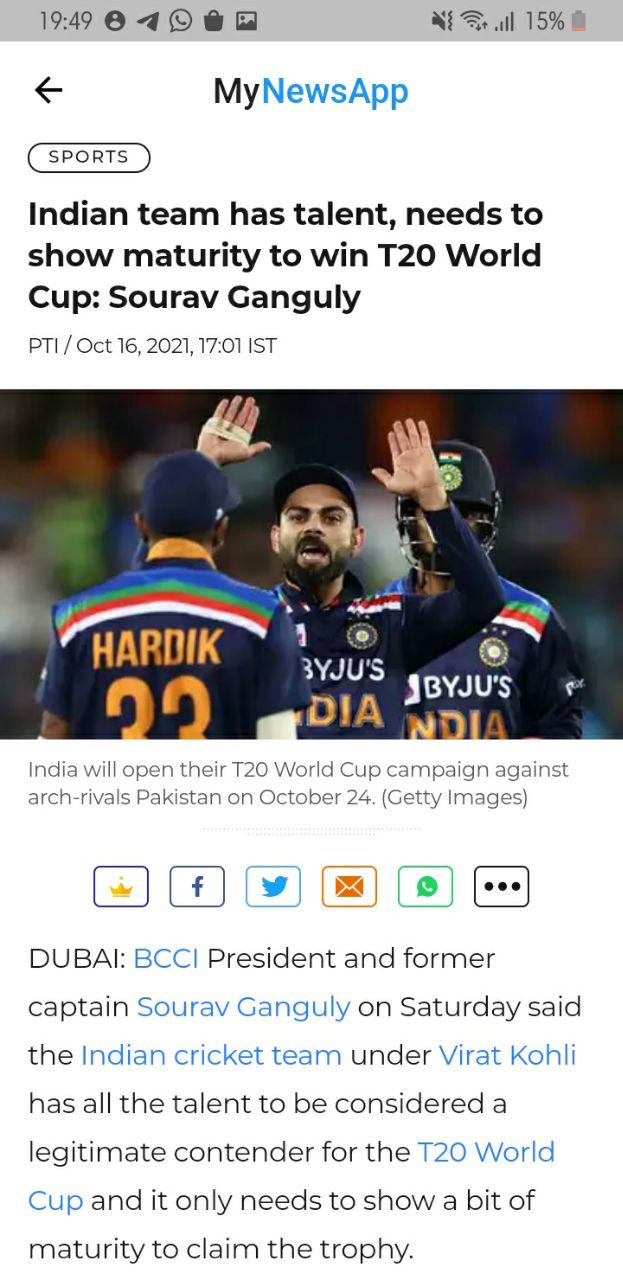 19:49
15%
MyNewsApp
SPORTS
Indian team has talent, needs to
show maturity to win T20 World
Cup: Sourav Ganguly
PTI / Oct 16, 2021, 17:01 IST
HARDIK
33
BYJU'S
INDIA
BYJU'S
INDIA
India will open their T20 World Cup campaign against
arch-rivals Pakistan on October 24. (Getty Images)
DUBAI: BCCI President and former
captain Sourav Ganguly on Saturday said
the Indian cricket team under Virat Kohli
has all the talent to be considered a
legitimate contender for the T20 World
Cup and it only needs to show a bit of
maturity to claim the trophy.